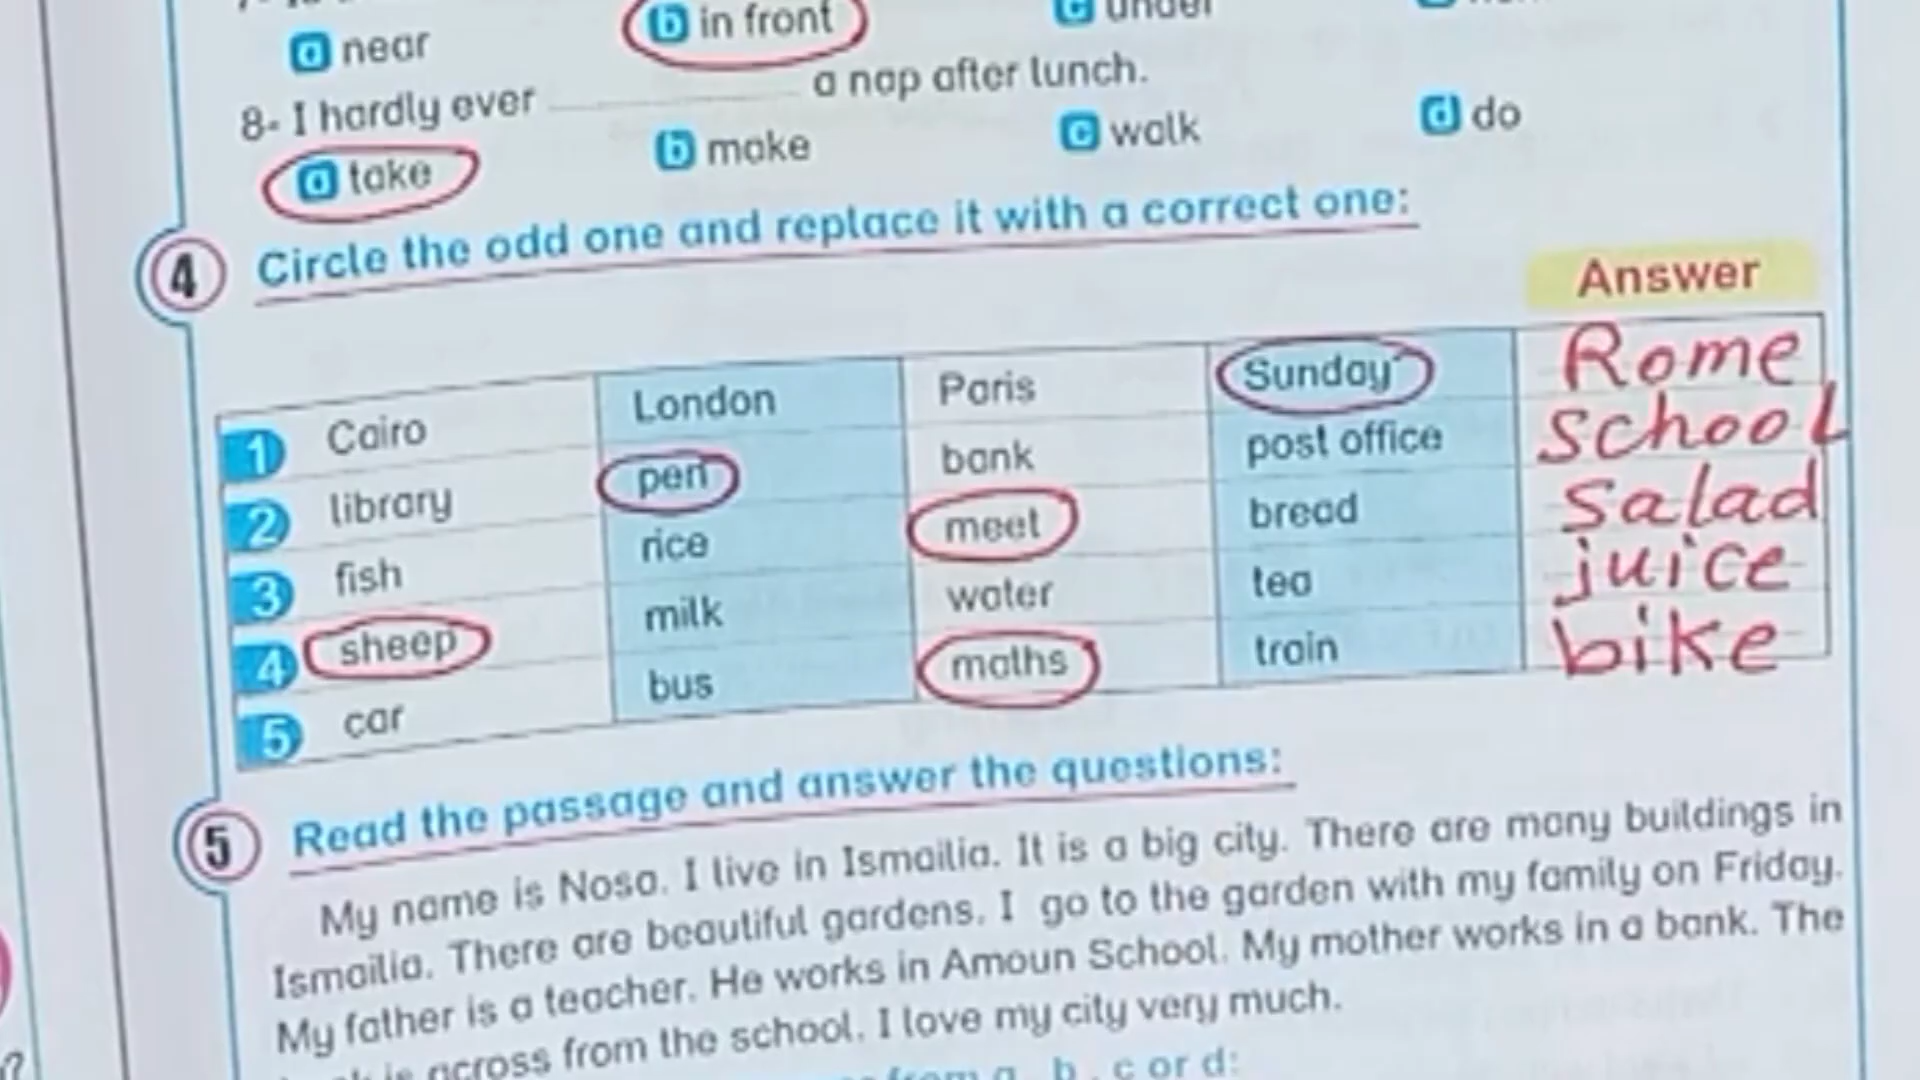 a near b in front c under
8- I hardly ever ________ a nap after lunch.
a take b make c walk d do
4 Circle the odd one and replace it with a correct one:
Answer
1 Cairo London Paris Sunday Rome
2 library pen bank post office school
3 fish rice meet bread salad
4 sheep milk water tea juice
5 car bus maths train bike
5 Read the passage and answer the questions:
My name is Nosa. I live in Ismailia. It is a big city. There are many buildings in
Ismailia. There are beautiful gardens. I go to the garden with my family on Friday.
My father is a teacher. He works in Amoun School. My mother works in a bank. The
is across from the school. I love my city very much.
from a, b, c or d: